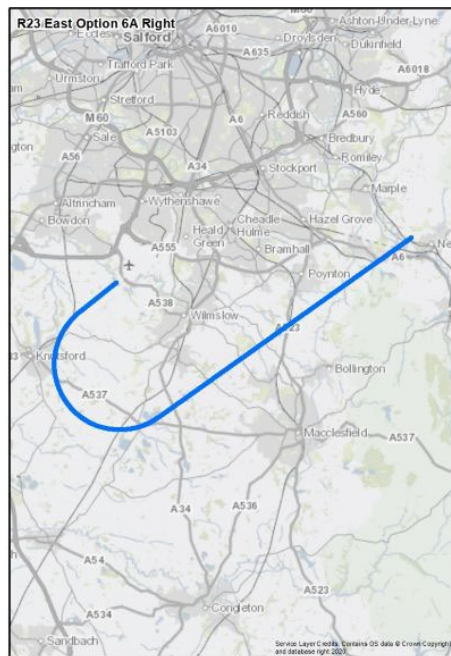 R23 East Option 6A Right
Eccles
Salford
A6010
Droylsden
Ashton-Under-Lyne
Dukinfield
A635
Trafford Park
A6018
Urmston
Hyde
Stretford
M60
Reddish
A560
Sale
A5103
A6
Bredbury
Romiley
A56
A34
Stockport
Marple
Altrincham
Wythenshawe
Bowdon
Cheadle
Hulme
Hazel Grove
Heald
Green
A555
Bramhall
A6
Poynton
A538
Wilmslow
A523
Knutsford
Bollington
A537
Macclesfield
A537
A34
A536
A54
A523
A534
Congleton
Sandbach
Service Layer Credits: Contains OS data © Crown Copyright
and database right 2020